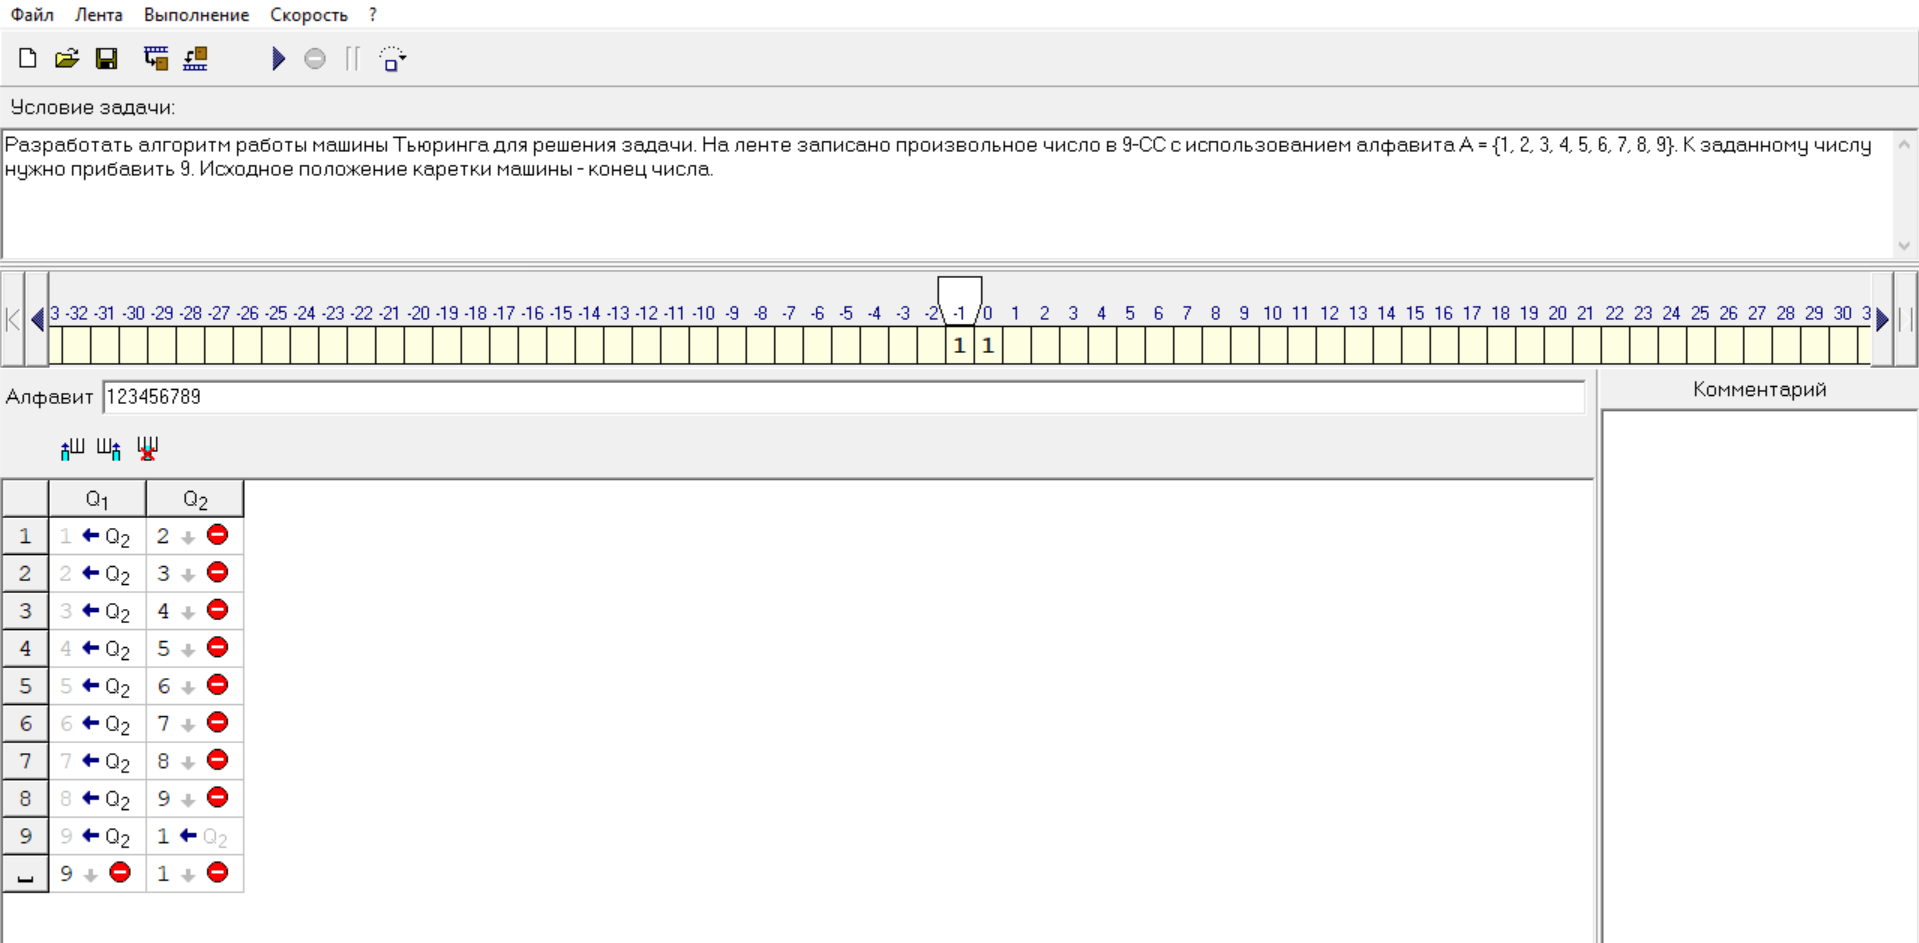 Файл Лента Выполнение Скорость ?
Условие задачи:
Разработать алгоритм работы машины Тьюринга для решения задачи. На ленте записано произвольное число в 9-СС с использованием алфавита A = {1, 2, 3, 4, 5, 6, 7, 8, 9}. К заданному числу
нужно прибавить 9. Исходное положение каретки машины - конец числа.
3 -32 -31 -30 -29 -28 -27 -26 -25 -24 -23 -22 -21 -20 -19 -18 -17 -16 -15 -14 -13 -12 -11 -10 -9 -8 -7 -6 -5 -4 -3 -2 -1 0 1 2 3 4 5 6 7 8 9 10 11 12 13 14 15 16 17 18 19 20 21 22 23 24 25 26 27 28 29 30 3
1 1
Алфавит 123456789
Комментарий
Q1 Q2
1 1 Q2 2
2 2 Q2 3
3 3 Q2 4
4 4 Q2 5
5 5 Q2 6
6 6 Q2 7
7 7 Q2 8
8 8 Q2 9
9 9 Q2 1 Q2
9 1